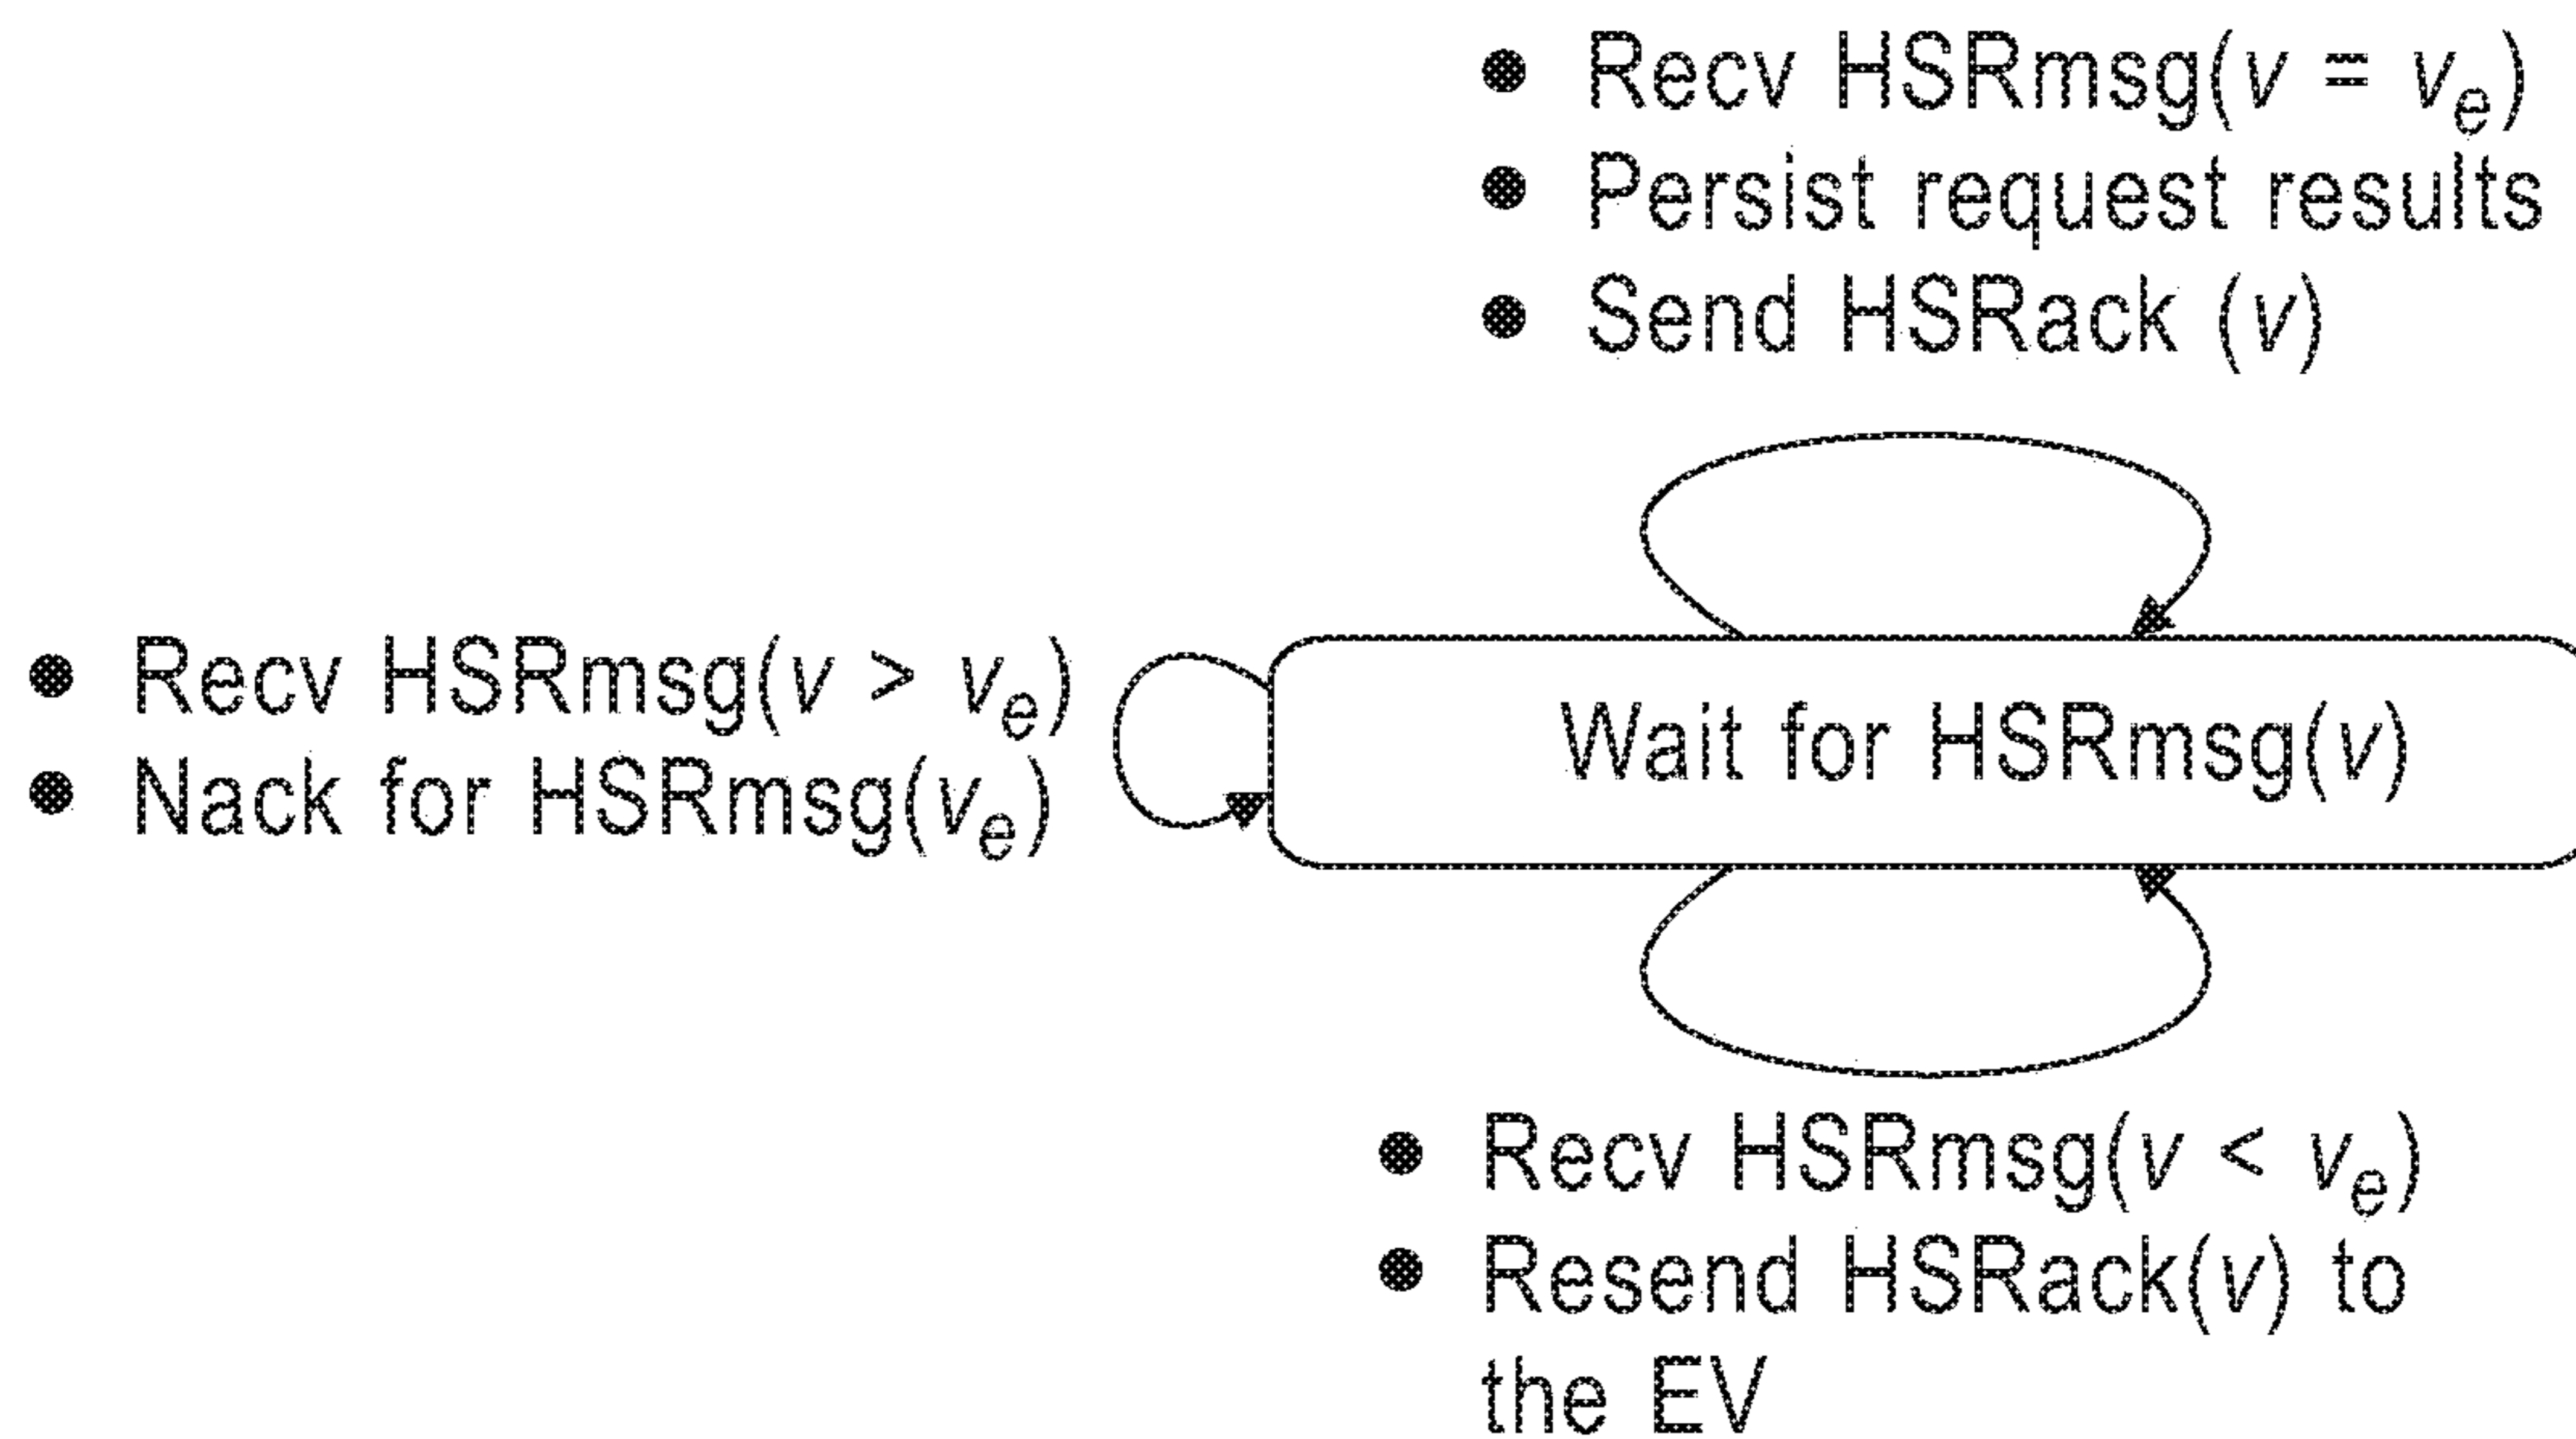 ● Recv HSRmsg(v = vₑ)
● Persist request results
● Send HSRack (v)
● Recv HSRmsg(v > vₑ)
● Nack for HSRmsg(vₑ)
Wait for HSRmsg(v)
● Recv HSRmsg(v < vₑ)
● Resend HSRack(v) to
the EV